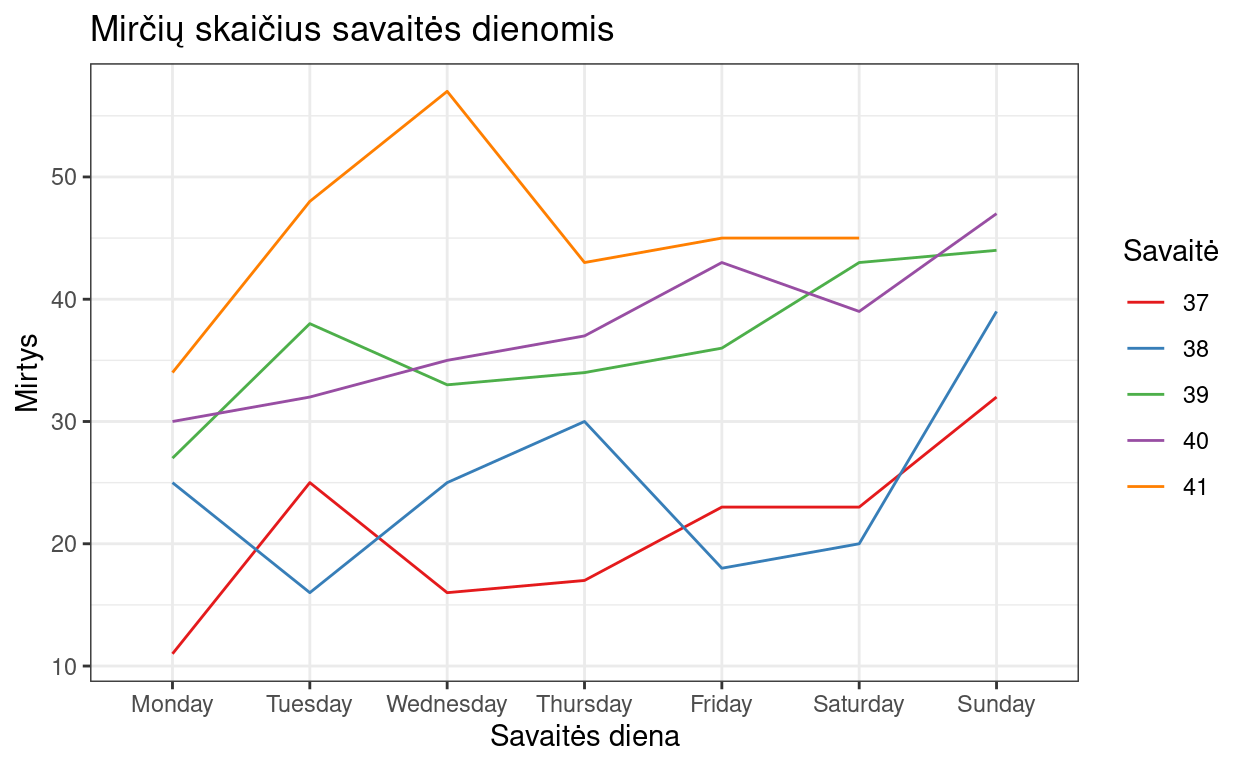 Mirčių skaičius savaitės dienomis
Mirtys
50
40
30
20
10
Monday Tuesday Wednesday Thursday Friday Saturday Sunday
Savaitės diena
Savaitė
37
38
39
40
41